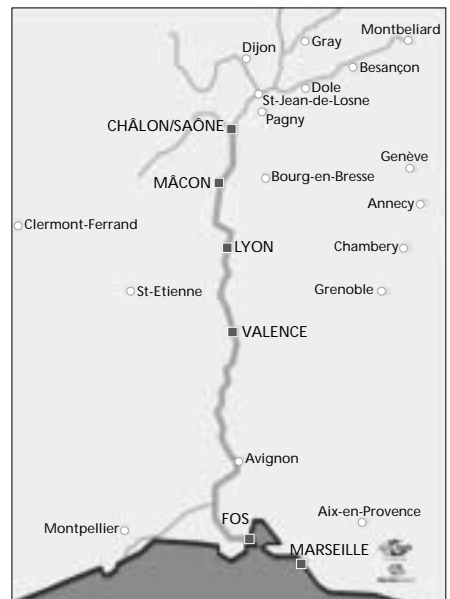 Montbeliard
Gray
Dijon
Besançon
Dole
St-Jean-de-Losne
Pagny
CHÂLON/SAÔNE
Genève
Bourg-en-Bresse
MÂCON
Annecy
Clermont-Ferrand
LYON
Chambery
St-Etienne
Grenoble
VALENCE
Avignon
Aix-en-Provence
FOS
Montpellier
MARSEILLE